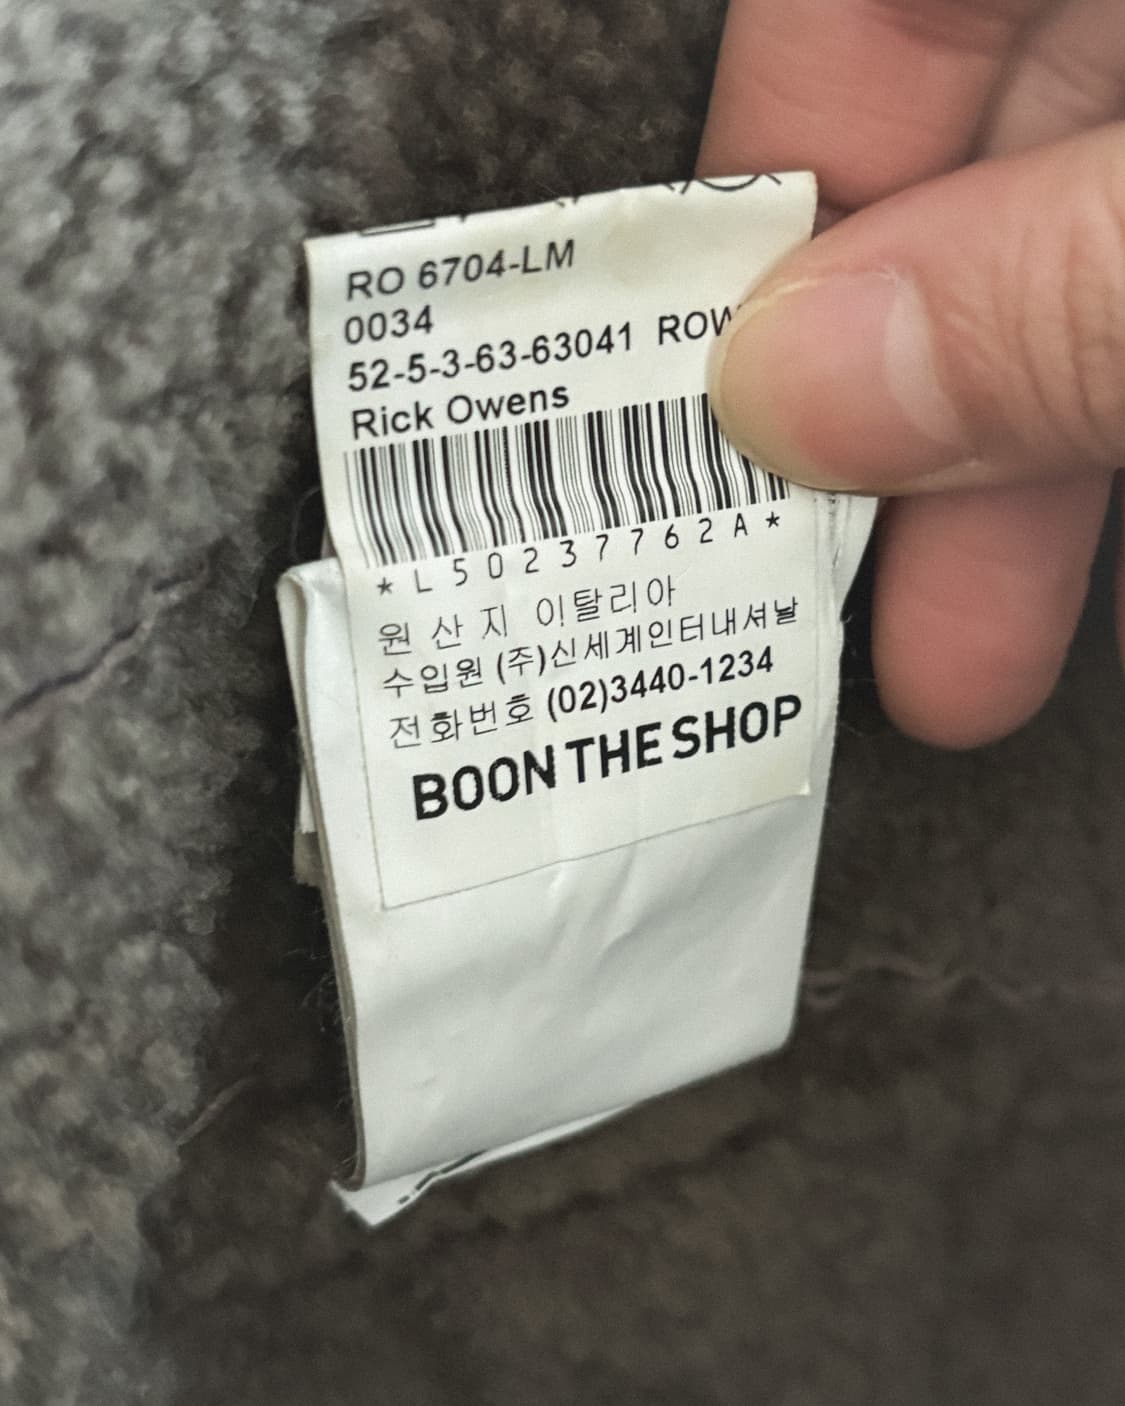 RO 6704-LM
0034
52-5-3-63-63041
Rick Owens
*L50237762A*
원산지 이탈리아
수입원 (주)신세계인터내셔날
전화번호 (02)3440-1234
BOON THE SHOP